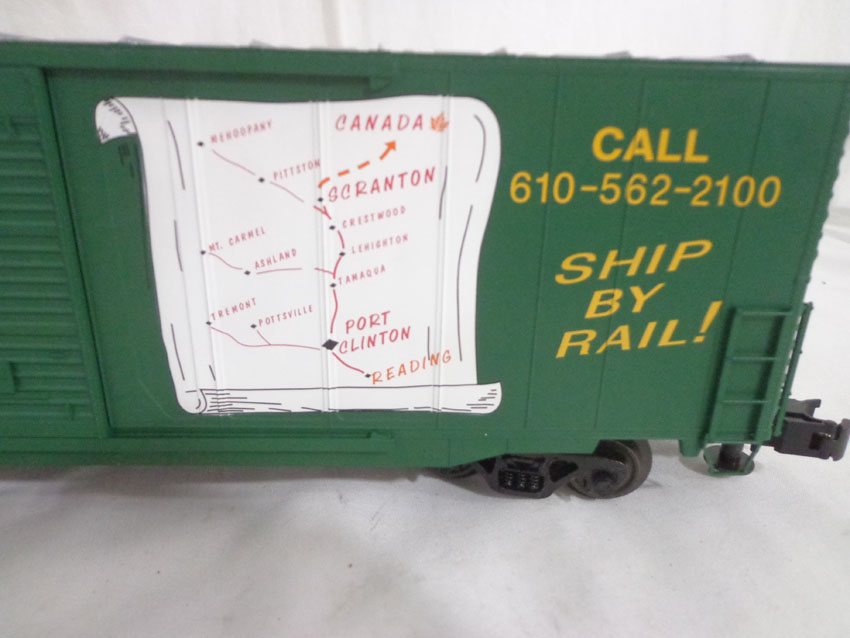 MEHOOPANY
CANADA
PITTSTON
SCRANTON
CRESTWOOD
MT. CARMEL
LEHIGHTON
ASHLAND
TAMAQUA
TREMONT
POTTSVILLE
PORT
CLINTON
READING
CALL
610-562-2100
SHIP
BY
RAIL!